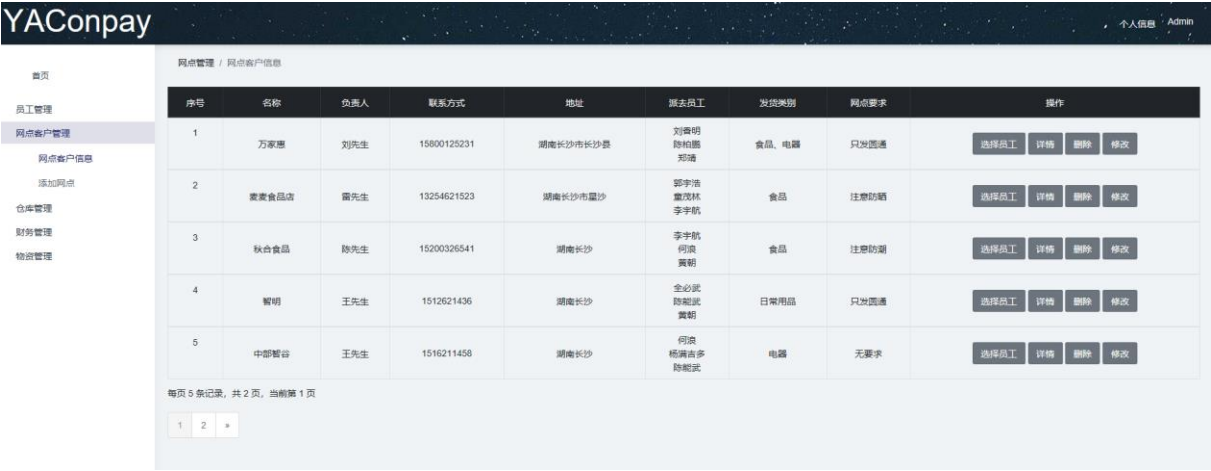 YAConpay
个人信息 Admin
首页
员工管理
网点客户管理
网点客户信息
添加网点
仓库管理
财务管理
物资管理
网点管理 / 网点客户信息
序号 名称 负责人 联系方式 地址 派去员工 发货类别 网点要求 操作
1 万家惠 刘先生 15800125231 湖南长沙市长沙县 刘香明 陈柏鹏 郑靖 食品、电器 只发圆通 选择员工 详情 删除 修改
2 麦麦食品店 雷先生 13254621523 湖南长沙市星沙 郭宇浩 童茂林 李宇航 食品 注意防晒 选择员工 详情 删除 修改
3 秋合食品 陈先生 15200326541 湖南长沙 李宇航 何浪 黄朝 食品 注意防潮 选择员工 详情 删除 修改
4 智明 王先生 1512621436 湖南长沙 全必武 陈能武 黄朝 日常用品 只发圆通 选择员工 详情 删除 修改
5 中部智谷 王先生 1516211458 湖南长沙 何浪 杨满吉多 陈能武 电器 无要求 选择员工 详情 删除 修改
每页 5 条记录，共 2 页，当前第 1 页
1 2 »